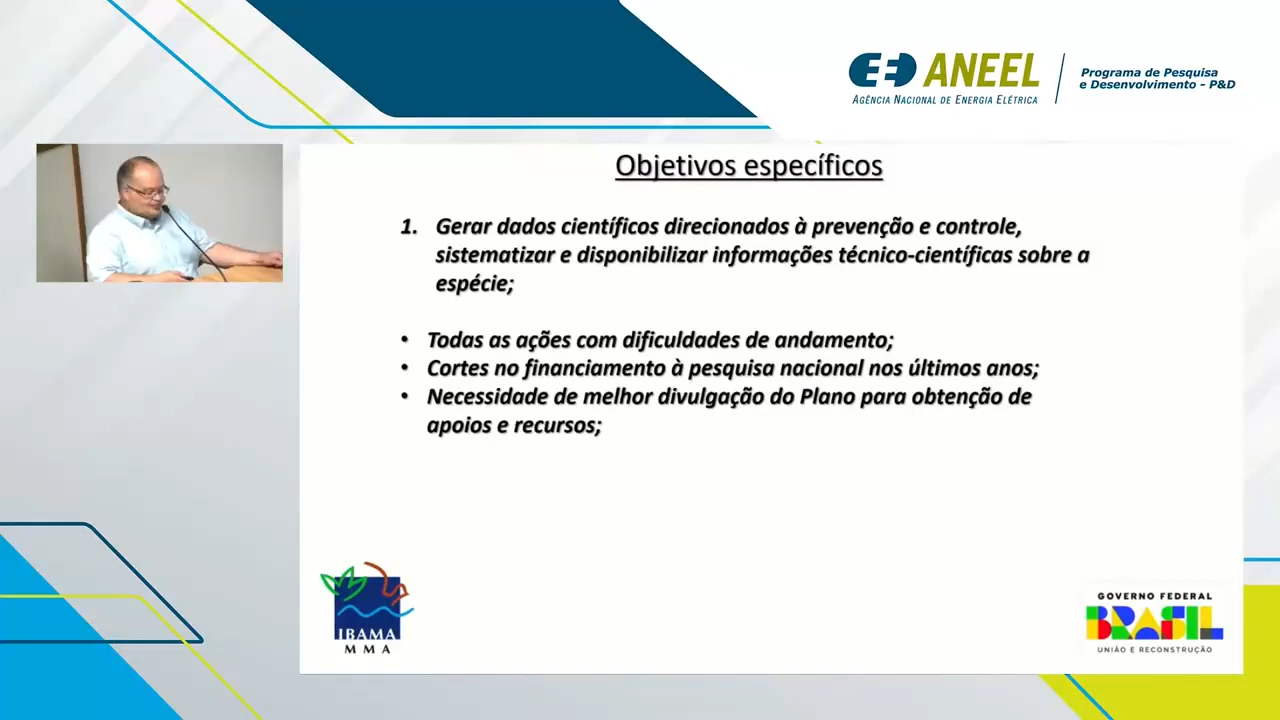 ANEEL
AGÊNCIA NACIONAL DE ENERGIA ELÉTRICA
Programa de Pesquisa
e Desenvolvimento - P&D
Objetivos específicos
1. Gerar dados científicos direcionados à prevenção e controle,
sistematizar e disponibilizar informações técnico-científicas sobre a
espécie;
• Todas as ações com dificuldades de andamento;
• Cortes no financiamento à pesquisa nacional nos últimos anos;
• Necessidade de melhor divulgação do Plano para obtenção de
apoios e recursos;
IBAMA
MMA
GOVERNO FEDERAL
BRASIL
UNIÃO E RECONSTRUÇÃO